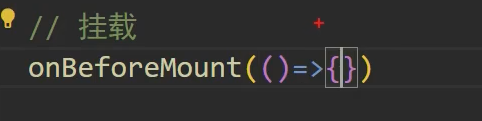 // 挂载
onBeforeMount(()=>{})